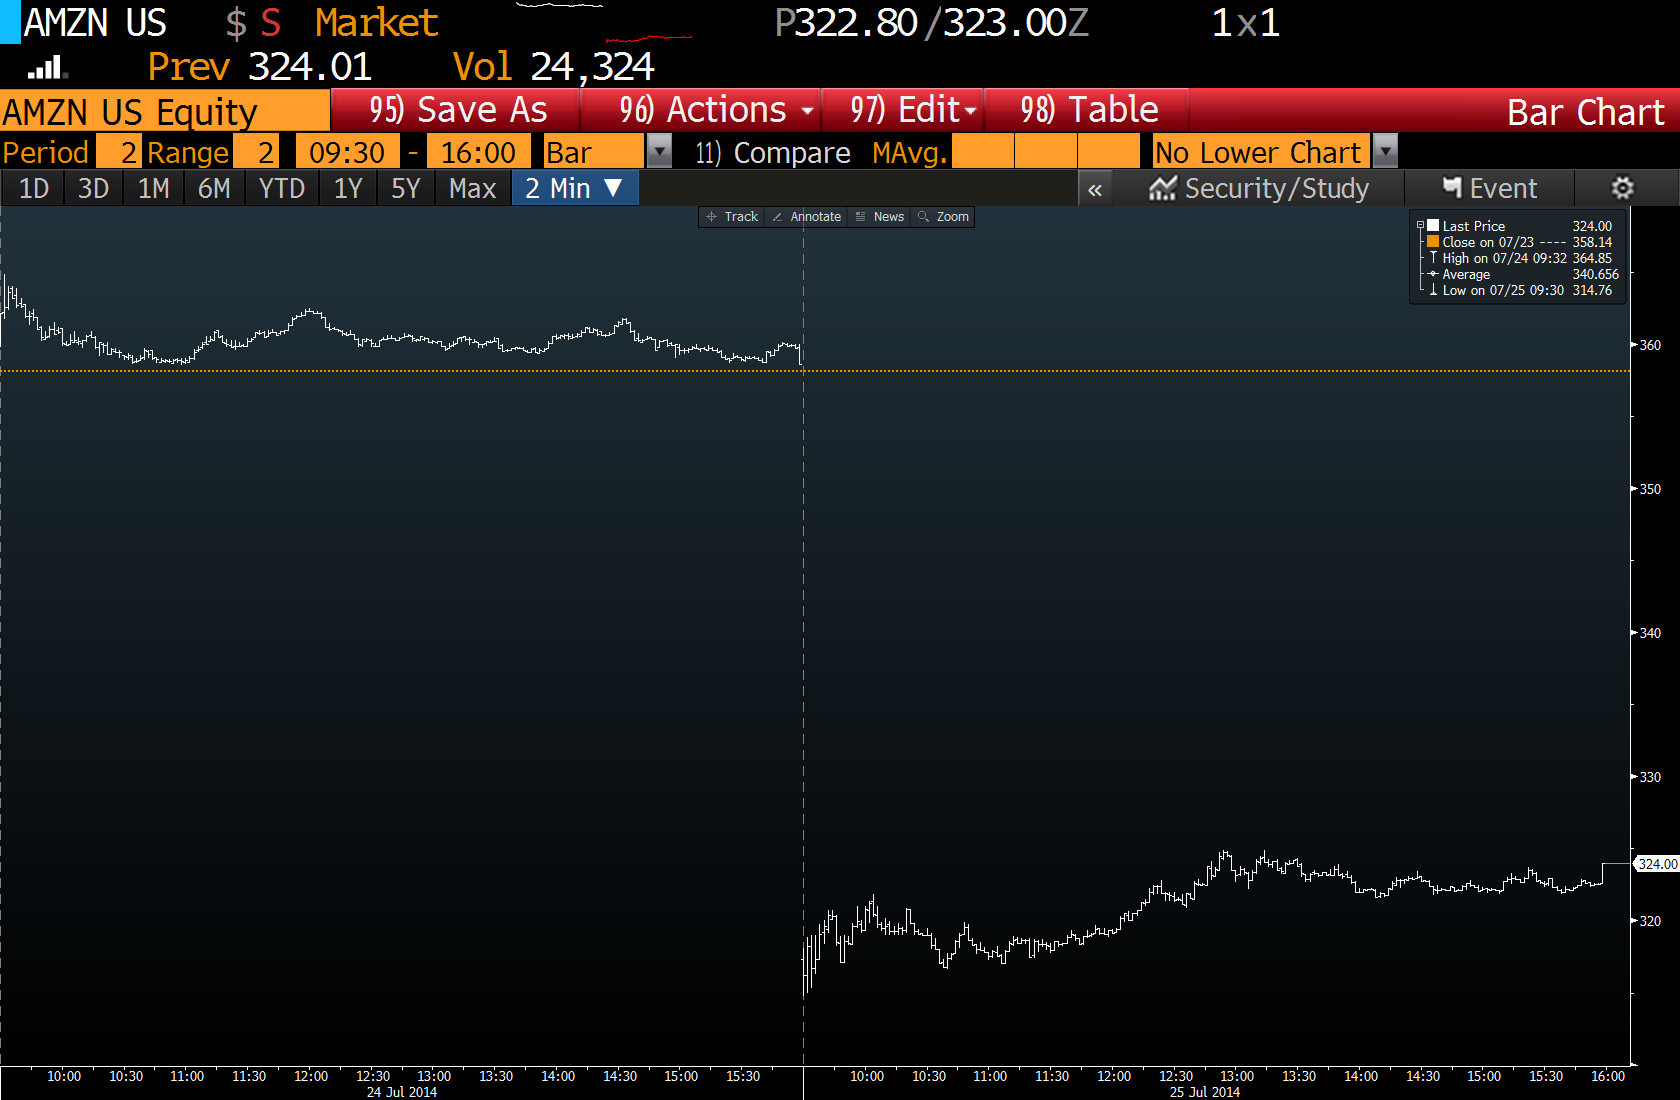 AMZN US $ S Market P322.80/323.00Z 1x1
Prev 324.01 Vol 24,324
AMZN US Equity 95) Save As 96) Actions 97) Edit 98) Table Bar Chart
Period 2 Range 2 09:30 - 16:00 Bar 11) Compare MAvg. No Lower Chart
1D 3D 1M 6M YTD 1Y 5Y Max 2 Min ▼ « Security/Study Event
Track Annotate News Zoom
Last Price 324.00
Close on 07/23 ---- 358.14
High on 07/24 09:32 364.85
Average 340.656
Low on 07/25 09:30 314.76
360
350
340
330
324.00
320
10:00 10:30 11:00 11:30 12:00 12:30 13:00 13:30 14:00 14:30 15:00 15:30 10:00 10:30 11:00 11:30 12:00 12:30 13:00 13:30 14:00 14:30 15:00 15:30 16:00
24 Jul 2014 25 Jul 2014